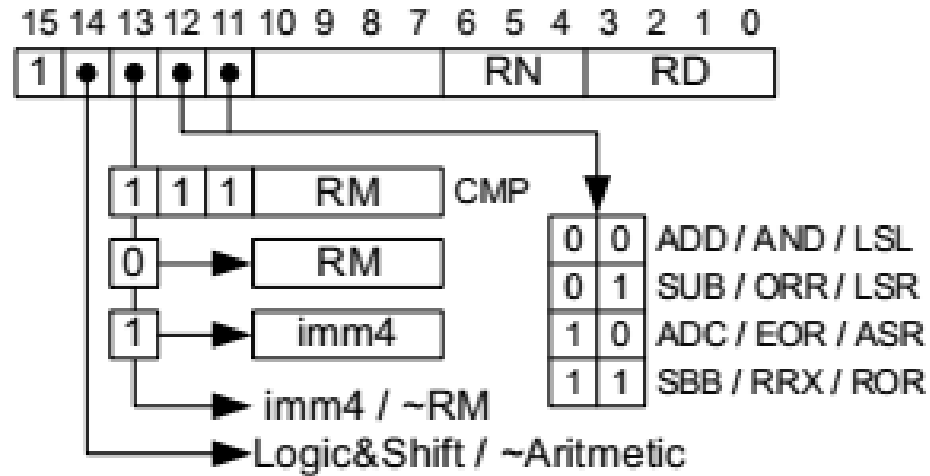 15 14 13 12 11 10 9 8 7 6 5 4 3 2 1 0
1 RN RD
1 1 1 RM CMP
0 RM
1 imm4
imm4 / ~RM
Logic&Shift / ~Aritmetic
0 0 ADD / AND / LSL
0 1 SUB / ORR / LSR
1 0 ADC / EOR / ASR
1 1 SBB / RRX / ROR